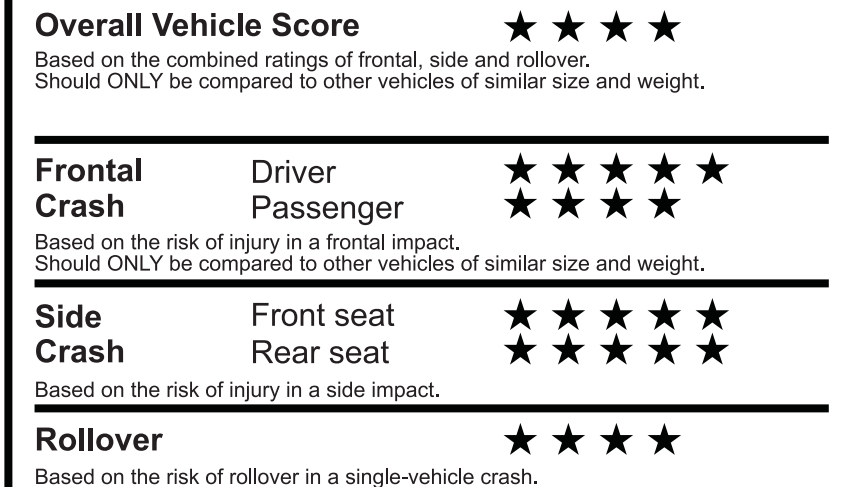 Overall Vehicle Score ★ ★ ★ ★
Based on the combined ratings of frontal, side and rollover.
Should ONLY be compared to other vehicles of similar size and weight.
Frontal Driver ★ ★ ★ ★ ★
Crash Passenger ★ ★ ★ ★
Based on the risk of injury in a frontal impact.
Should ONLY be compared to other vehicles of similar size and weight.
Side Front seat ★ ★ ★ ★ ★
Crash Rear seat ★ ★ ★ ★ ★
Based on the risk of injury in a side impact.
Rollover ★ ★ ★ ★
Based on the risk of rollover in a single-vehicle crash.